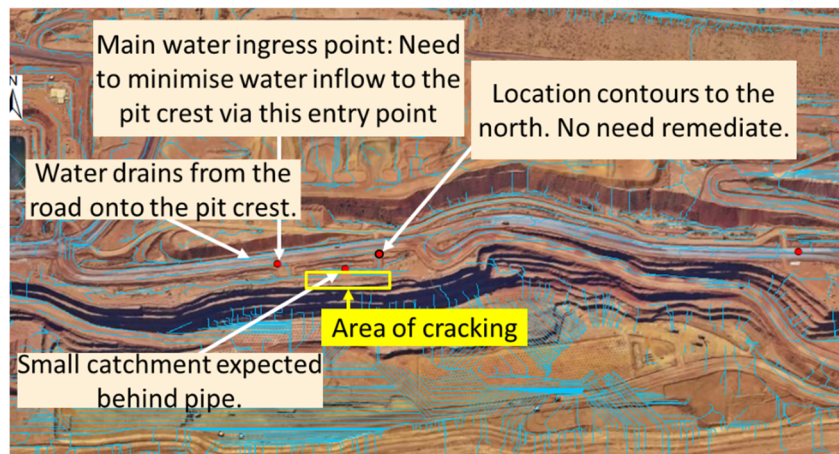 Main water ingress point: Need
to minimise water inflow to the
pit crest via this entry point
Location contours to the
north. No need remediate.
N
Water drains from the
road onto the pit crest.
Area of cracking
Small catchment expected
behind pipe.